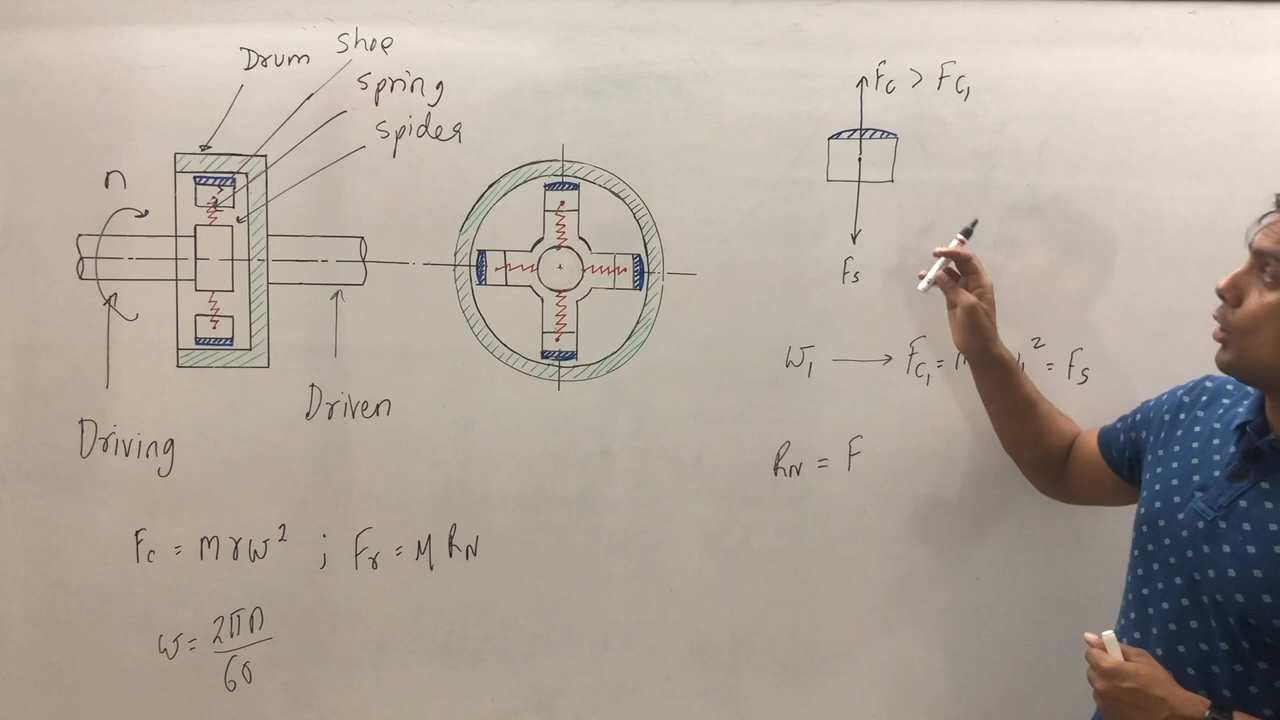 Drum
Shoe
Spring
Spider
n
Driving
Driven
Fc = mrω² ; Fr = μ RN
ω = 2πn/60
Fc > Fc₁
Fs
ω₁ → Fc₁ = ² = Fs
RN = F